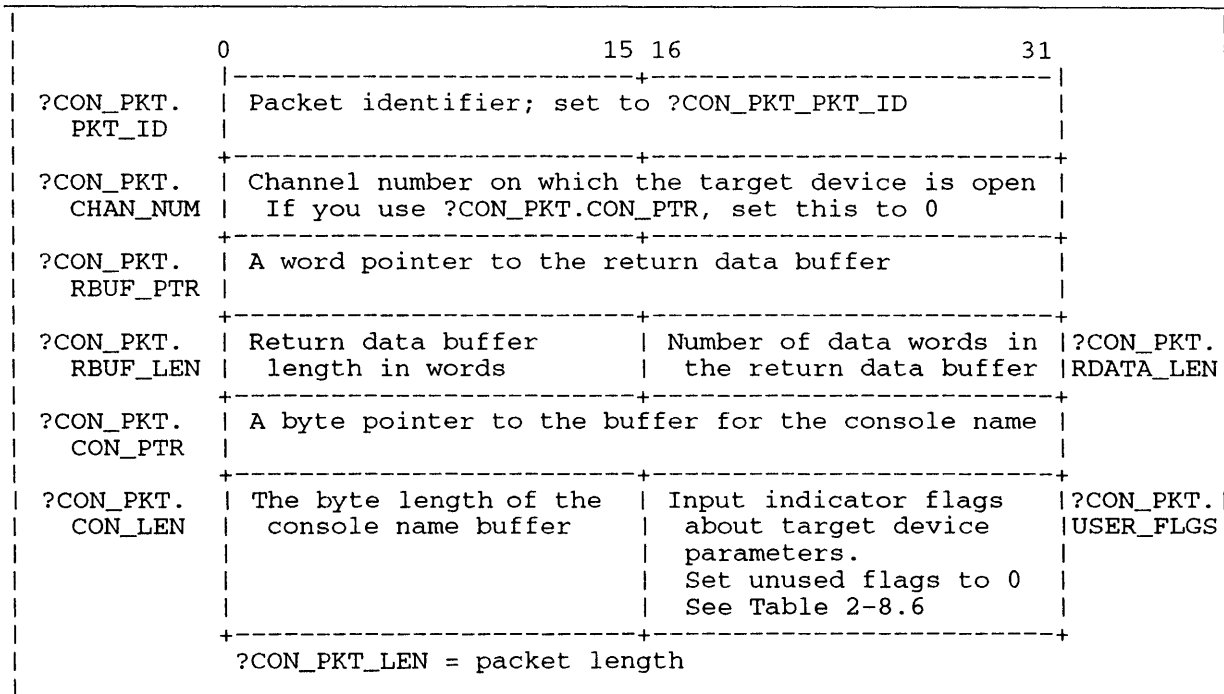 0 15 16 31
?CON_PKT. Packet identifier; set to ?CON_PKT_PKT_ID
PKT_ID
?CON_PKT. Channel number on which the target device is open
CHAN_NUM If you use ?CON_PKT.CON_PTR, set this to 0
?CON_PKT. A word pointer to the return data buffer
RBUF_PTR
?CON_PKT. Return data buffer Number of data words in ?CON_PKT.
RBUF_LEN length in words the return data buffer RDATA_LEN
?CON_PKT. A byte pointer to the buffer for the console name
CON_PTR
?CON_PKT. The byte length of the Input indicator flags ?CON_PKT.
CON_LEN console name buffer about target device USER_FLGS
parameters.
Set unused flags to 0
See Table 2-8.6
?CON_PKT_LEN = packet length